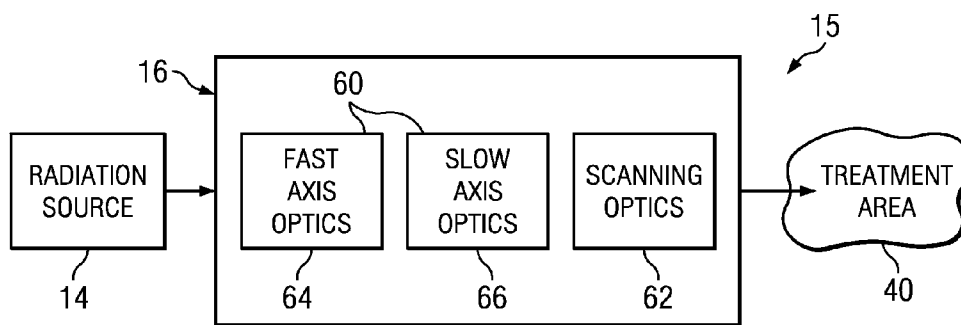 15
16
60
RADIATION
SOURCE
FAST
AXIS
OPTICS
SLOW
AXIS
OPTICS
SCANNING
OPTICS
TREATMENT
AREA
14
64
66
62
40